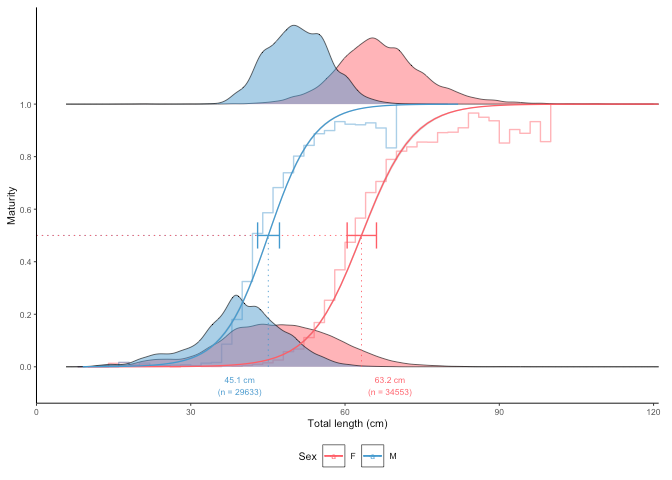 1.0
0.8
0.6
0.4
0.2
0.0
Maturity
45.1 cm
(n = 29633)
63.2 cm
(n = 34553)
0 30 60 90 120
Total length (cm)
Sex a F a M